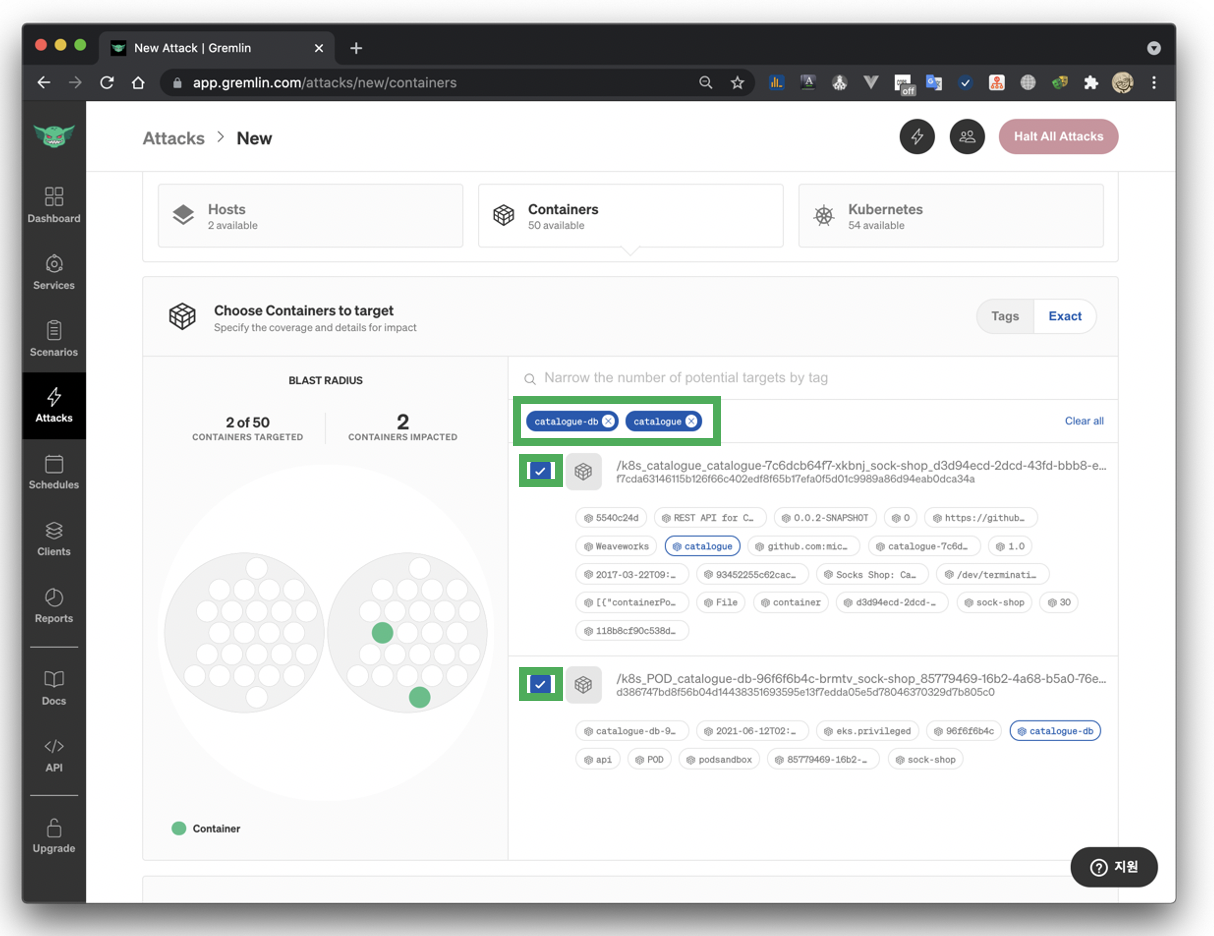 New Attack | Gremlin
app.gremlin.com/attacks/new/containers
off
Attacks > New
Halt All Attacks
Dashboard
Services
Scenarios
Attacks
Schedules
Clients
Reports
Docs
API
Upgrade
Hosts
2 available
Containers
50 available
Kubernetes
54 available
Choose Containers to target
Specify the coverage and details for impact
Tags Exact
BLAST RADIUS
2 of 50
CONTAINERS TARGETED
2
CONTAINERS IMPACTED
Container
Narrow the number of potential targets by tag
catalogue-db catalogue Clear all
/k8s_catalogue_catalogue-7c6dcb64f7-xkbnj_sock-shop_d3d94ecd-2dcd-43fd-bbb8-e...
f7cda63146115b126f66c402edf8f65b17efa0f5d01c9989a86d94eab0dca34a
5540c24d REST API for C… 0.0.2-SNAPSHOT 0 https://github…
Weaveworks catalogue github.com:mic… catalogue-7c6d… 1.0
2017-03-22T09:… 93452255c62cac… Socks Shop: Ca… /dev/terminati…
[{"containerPo… File container d3d94ecd-2dcd-… sock-shop 30
118b8cf90c538d…
/k8s_POD_catalogue-db-96f6f6b4c-brmtv_sock-shop_85779469-16b2-4a68-b5a0-76e...
d386747bd8f56b04d14438351693595e13f7edda05e5d78046370329d7b805c0
catalogue-db-9… 2021-06-12T02:… eks.privileged 96f6f6b4c catalogue-db
api POD podsandbox 85779469-16b2-… sock-shop
지원